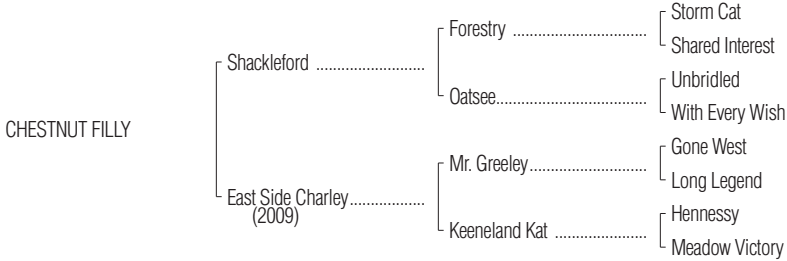 Storm Cat
Forestry ................................
Shared Interest
Shackleford ..........................
Unbridled
Oatsee....................................
With Every Wish
CHESTNUT FILLY
Gone West
Mr. Greeley............................
Long Legend
East Side Charley..................
(2009)
Hennessy
Keeneland Kat ......................
Meadow Victory